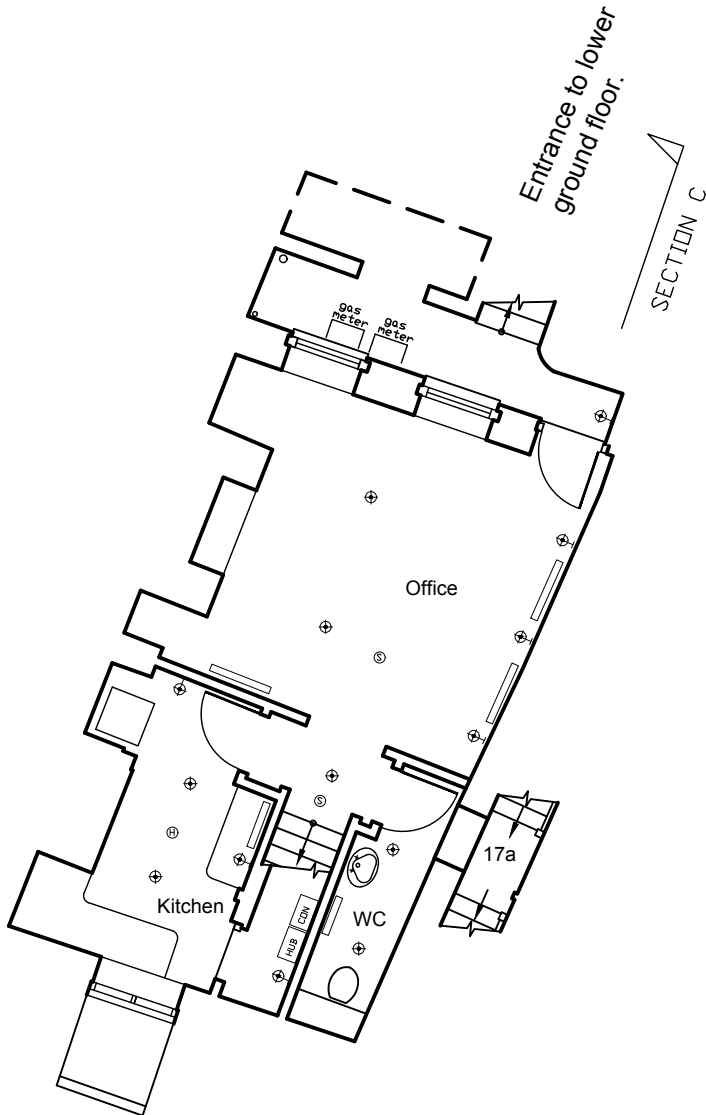 Entrance to lower
ground floor.
SECTION C
gas
meter
gas
meter
Office
S
S
H
17a
Kitchen
CON
HUB
WC